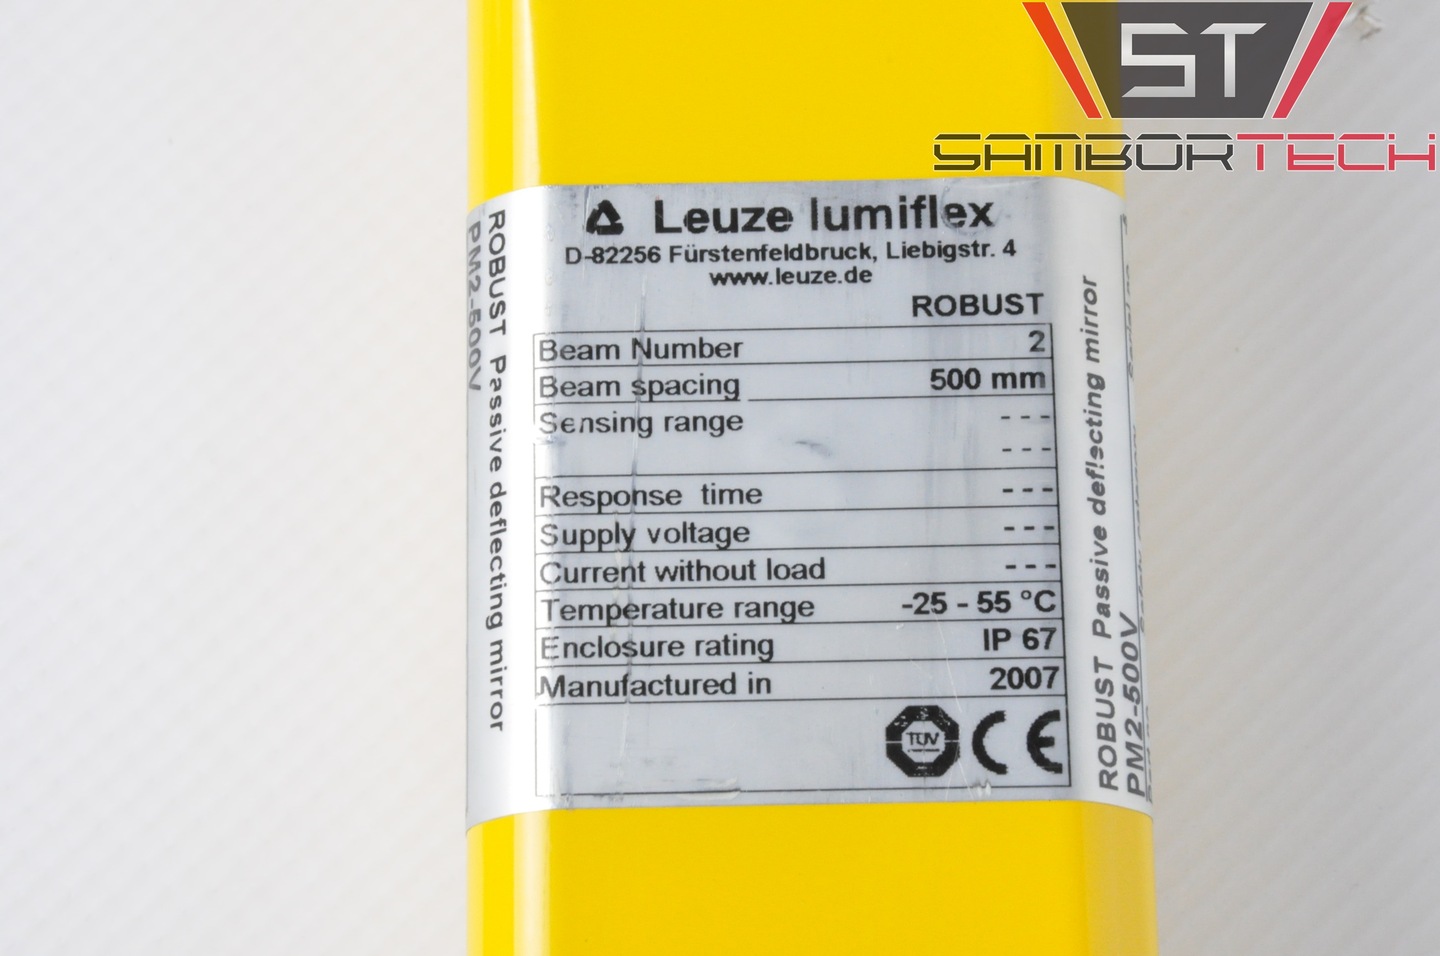 ST
SAMBORTECH
Leuze lumiflex
D-82256 Fürstenfeldbruck, Liebigstr. 4
www.leuze.de
ROBUST
Beam Number 2
Beam spacing 500 mm
Sensing range - - -
- - -
Response time - - -
Supply voltage - - -
Current without load - - -
Temperature range -25 - 55 °C
Enclosure rating IP 67
Manufactured in 2007
TÜV CE
ROBUST Passive deflecting mirror
PM2-500V
ROBUST Passive deflecting mirror
PM2-500V